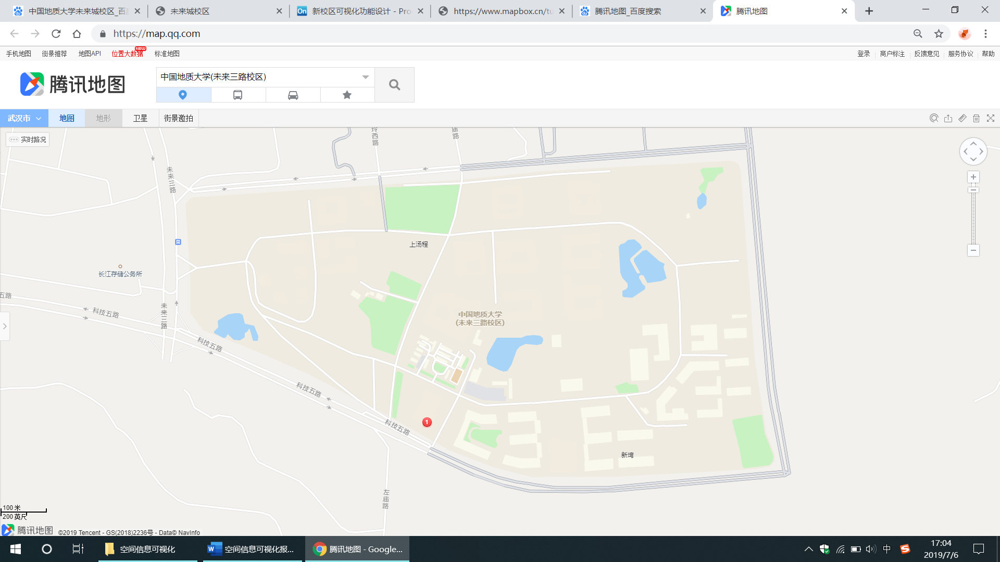 中国地质大学未来城校区_百度
未来城校区
新校区可视化功能设计 - Pro
https://www.mapbox.cn/tu
腾讯地图_百度搜索
腾讯地图
https://map.qq.com
手机地图 街景推荐 地图API 位置大数据 NEW 标准地图
登录 商户标注 反馈意见 服务协议 帮助
腾讯地图
中国地质大学(未来三路校区)
武汉市 地图 地形 卫星 街景邀拍
实时路况
玲西路
庙路
未来三路
上汤程
长江存储公务所
五路
科技五路
未来三路
中国地质大学
(未来三路校区)
科技五路
科技五路
1
科技五路
新塆
左庙路
100 米
200 英尺
腾讯地图 ©2019 Tencent - GS(2018)2236号 - Data© NavInfo
空间信息可视化
空间信息可视化报...
腾讯地图 - Google...
中
17:04
2019/7/6